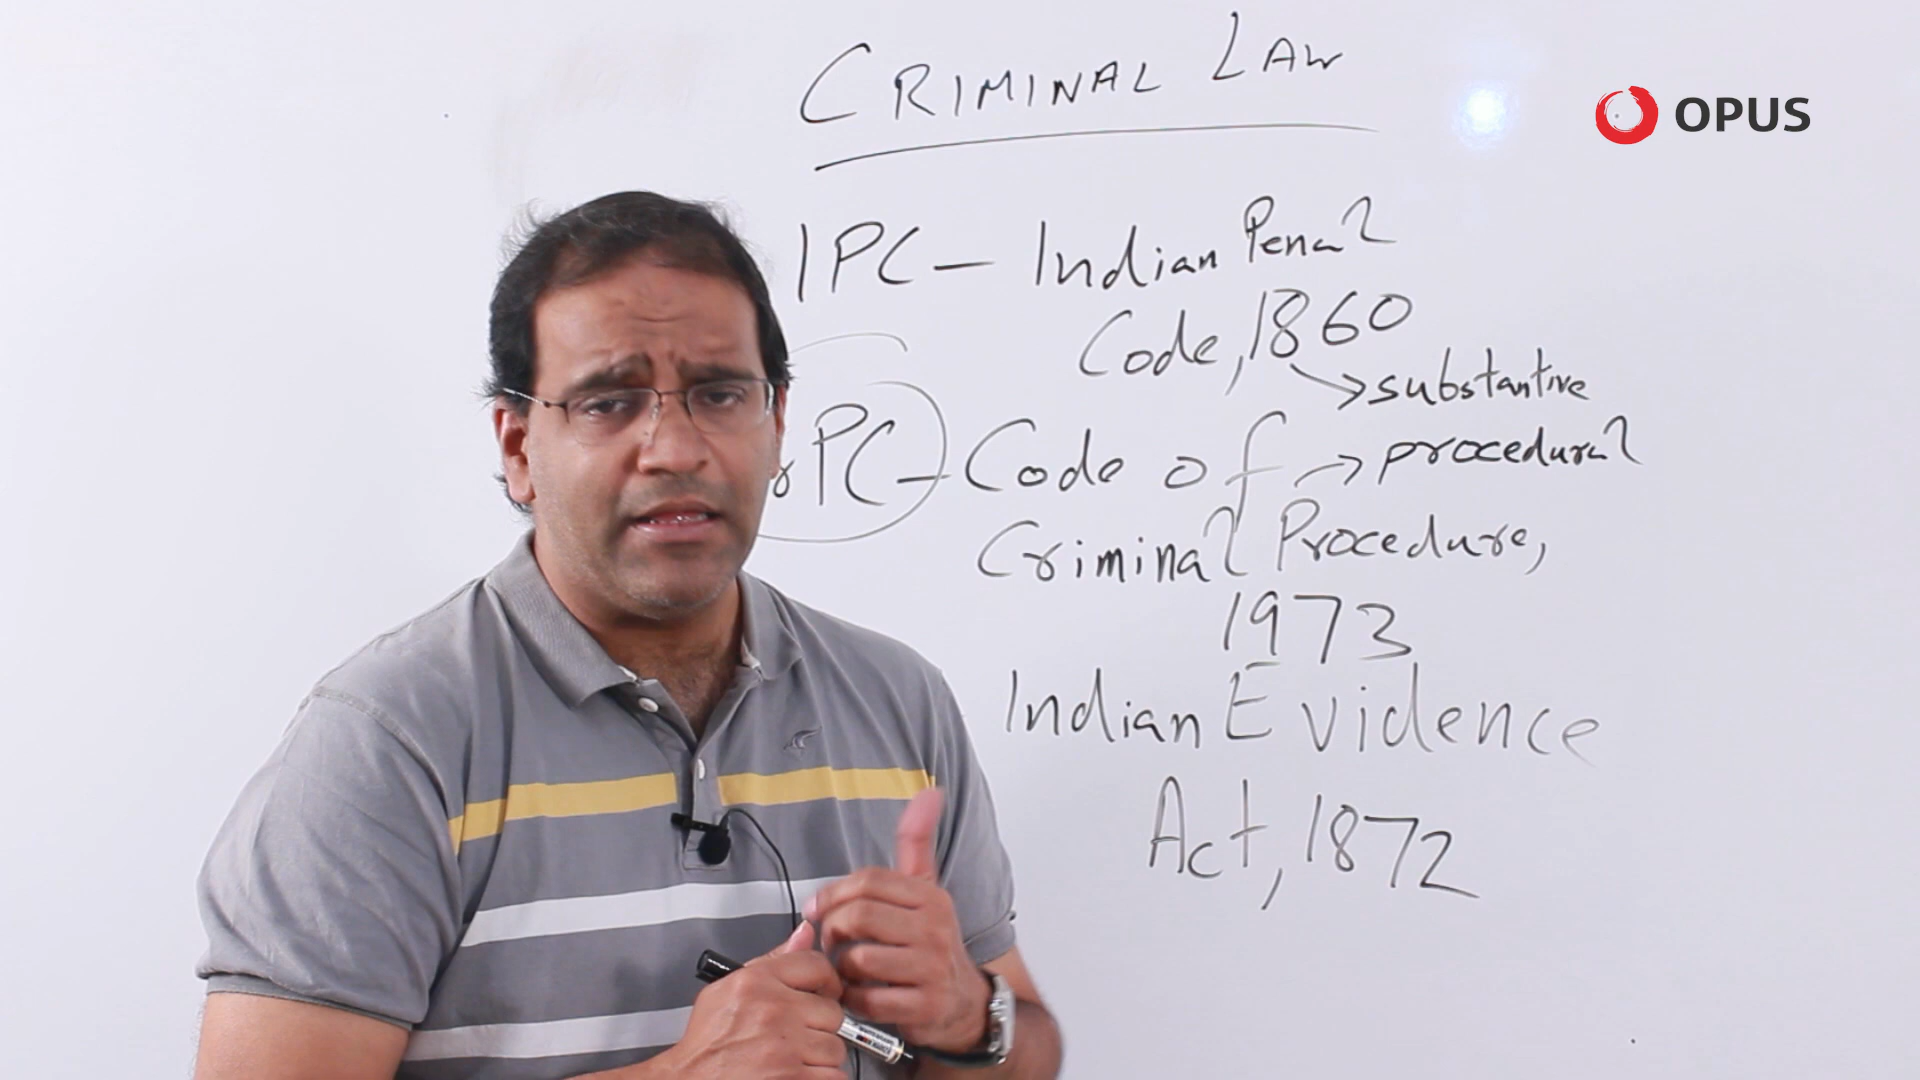 CRIMINAL LAW
OPUS
IPC - Indian Penal
Code, 1860
→ substantive
rPC - Code of → procedural
Criminal Procedure,
1973
Indian Evidence
Act, 1872